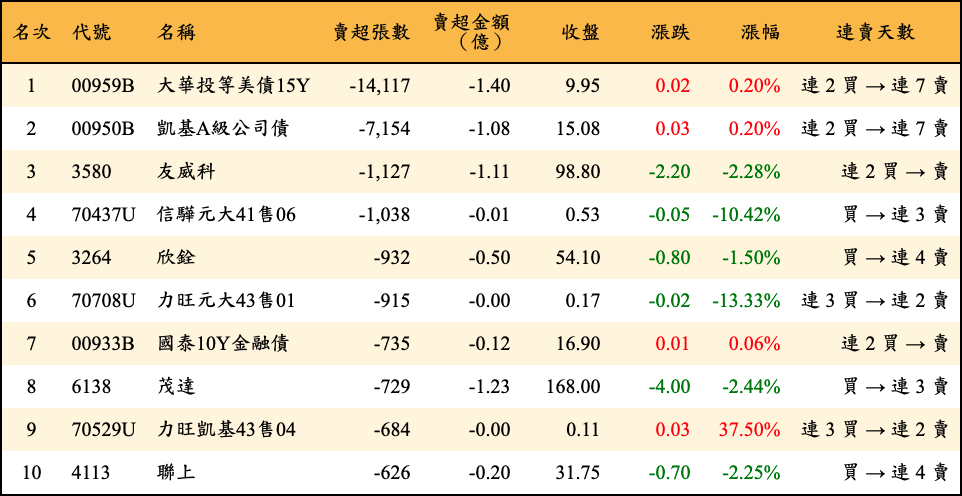 名次 代號 名稱 賣超張數 賣超金額（億） 收盤 漲跌 漲幅 連賣天數
1 00959B 大華投等美債15Y -14,117 -1.40 9.95 0.02 0.20% 連 2 買 → 連 7 賣
2 00950B 凱基A級公司債 -7,154 -1.08 15.08 0.03 0.20% 連 2 買 → 連 7 賣
3 3580 友威科 -1,127 -1.11 98.80 -2.20 -2.28% 連 2 買 → 賣
4 70437U 信驊元大41售06 -1,038 -0.01 0.53 -0.05 -10.42% 買 → 連 3 賣
5 3264 欣銓 -932 -0.50 54.10 -0.80 -1.50% 買 → 連 4 賣
6 70708U 力旺元大43售01 -915 -0.00 0.17 -0.02 -13.33% 連 3 買 → 連 2 賣
7 00933B 國泰10Y金融債 -735 -0.12 16.90 0.01 0.06% 連 2 買 → 賣
8 6138 茂達 -729 -1.23 168.00 -4.00 -2.44% 買 → 連 3 賣
9 70529U 力旺凱基43售04 -684 -0.00 0.11 0.03 37.50% 連 3 買 → 連 2 賣
10 4113 聯上 -626 -0.20 31.75 -0.70 -2.25% 買 → 連 4 賣